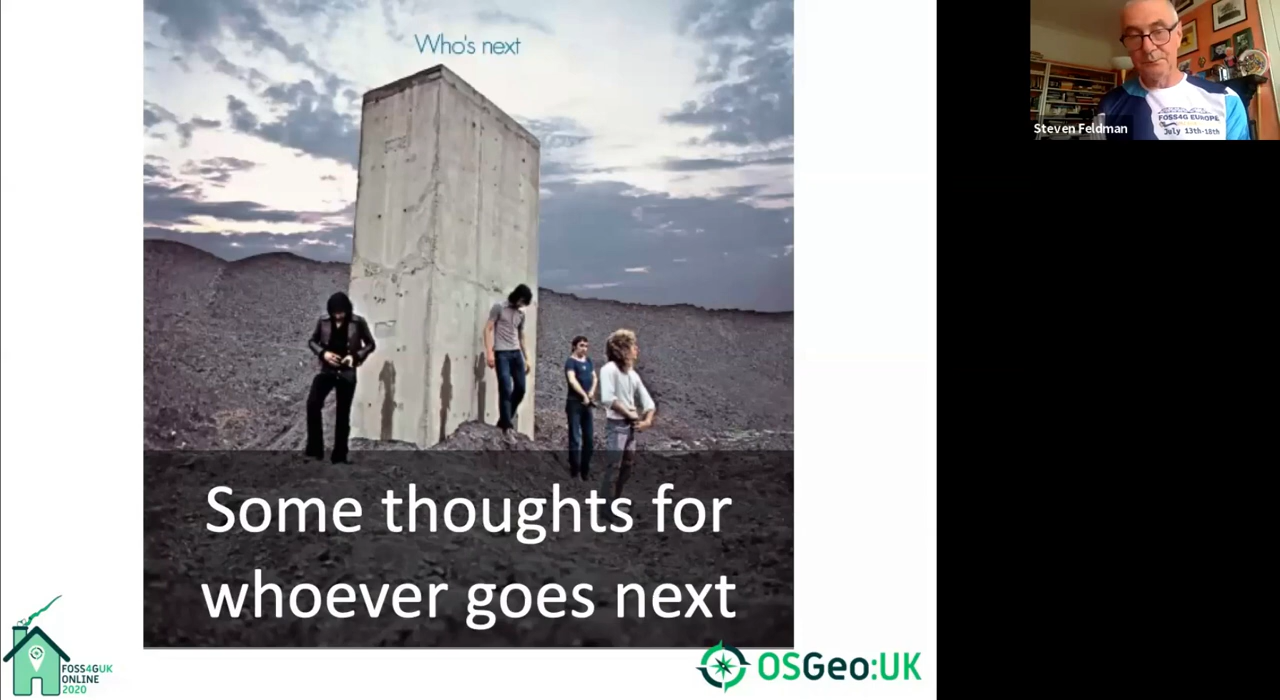 Who's next
Steven Feldman
FOSS4G EUROPE
July 13th-18th
Some thoughts for
whoever goes next
FOSS4GUK
ONLINE
2020
OSGeo:UK